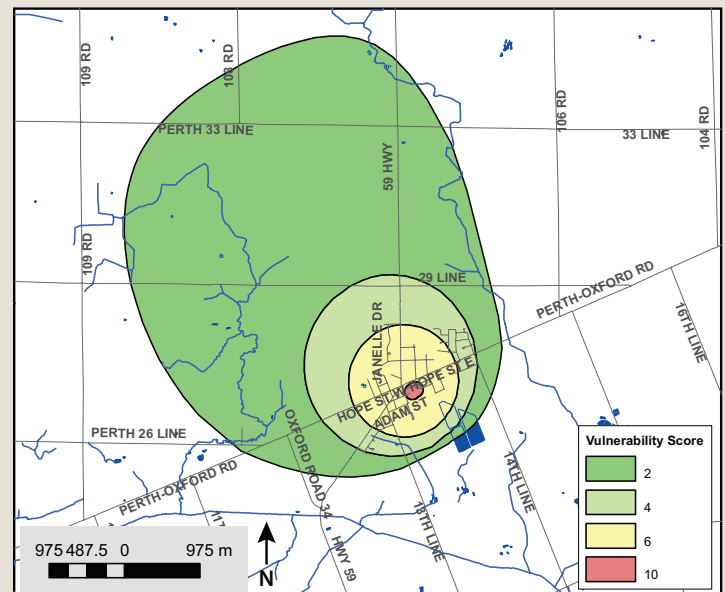 109 RD
108 RD
106 RD
104 RD
PERTH 33 LINE
33 LINE
59 HWY
109 RD
29 LINE
PERTH-OXFORD RD
16TH LINE
JANELLE DR
HOPE ST W
HOPE ST E
ADAM ST
PERTH 26 LINE
OXFORD ROAD 34
PERTH-OXFORD RD
14TH LINE
13TH LINE
HWY 59
Vulnerability Score
2
4
6
10
975 487.5 0 975 m
N